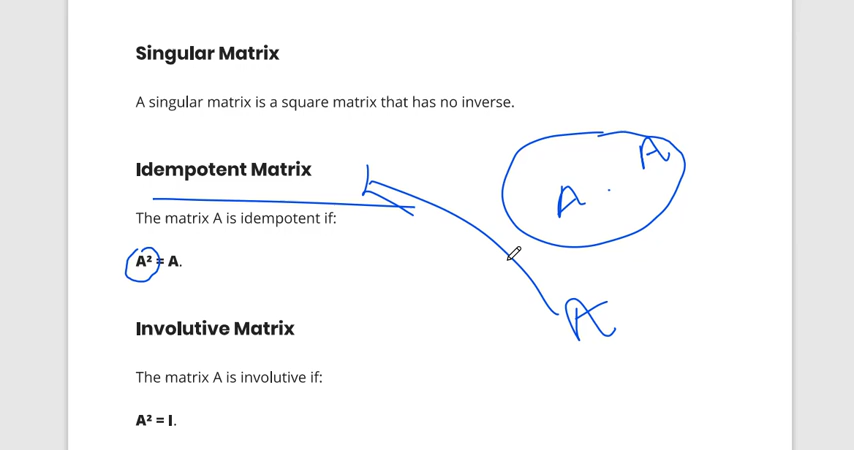 Singular Matrix
A singular matrix is a square matrix that has no inverse.
Idempotent Matrix
The matrix A is idempotent if:
A² = A.
A . A
A
Involutive Matrix
The matrix A is involutive if:
A² = I.